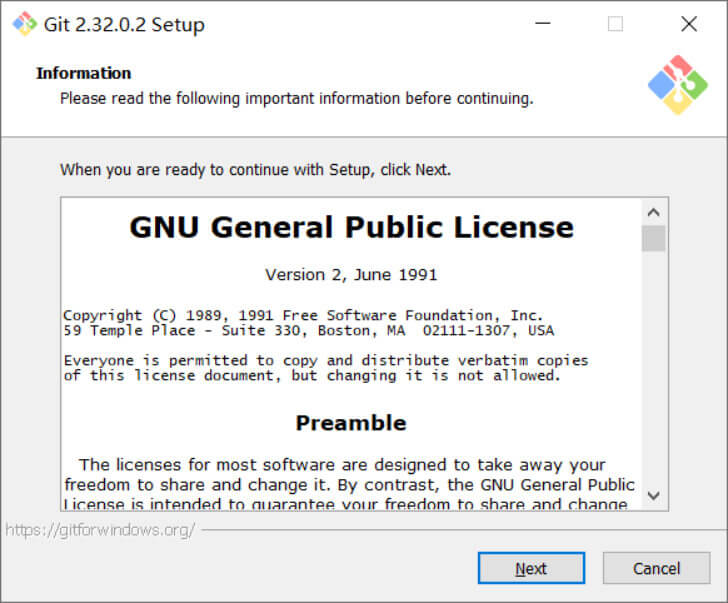 Git 2.32.0.2 Setup
Information
Please read the following important information before continuing.
When you are ready to continue with Setup, click Next.
GNU General Public License
Version 2, June 1991
Copyright (C) 1989, 1991 Free Software Foundation, Inc.
59 Temple Place - Suite 330, Boston, MA  02111-1307, USA
Everyone is permitted to copy and distribute verbatim copies
of this license document, but changing it is not allowed.
Preamble
The licenses for most software are designed to take away your
freedom to share and change it. By contrast, the GNU General Public
License is intended to guarantee your freedom to share and change
https://gitforwindows.org/
Next
Cancel